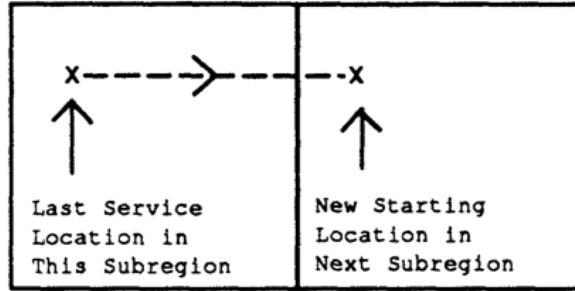 X X
Last Service
Location in
This Subregion
New Starting
Location in
Next Subregion